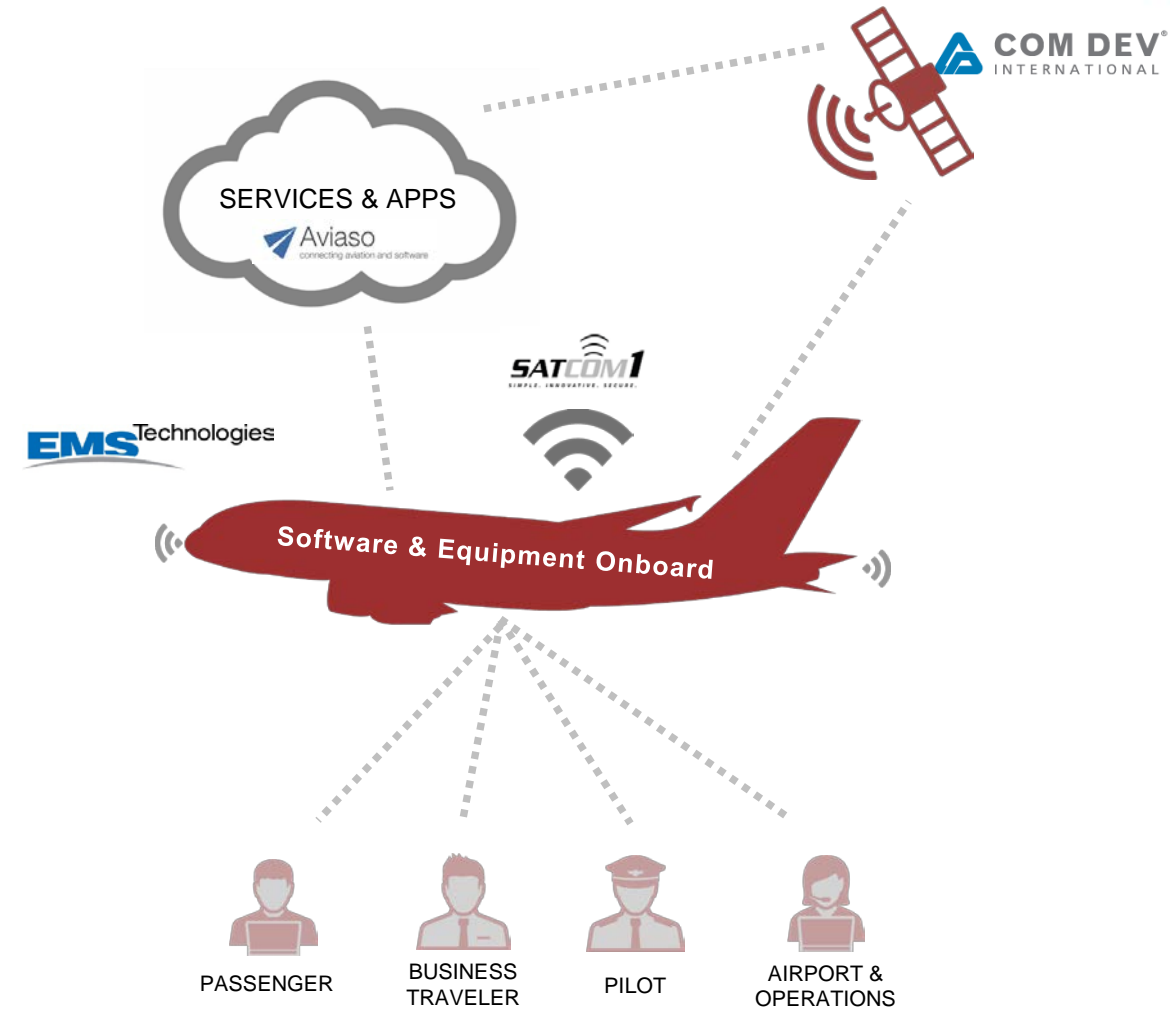 COM DEV®
INTERNATIONAL
SERVICES & APPS
Aviaso
connecting aviation and software
SATCOM1
SIMPLE. INNOVATIVE. SECURE.
EMS Technologies
Software & Equipment Onboard
PASSENGER
BUSINESS
TRAVELER
PILOT
AIRPORT &
OPERATIONS